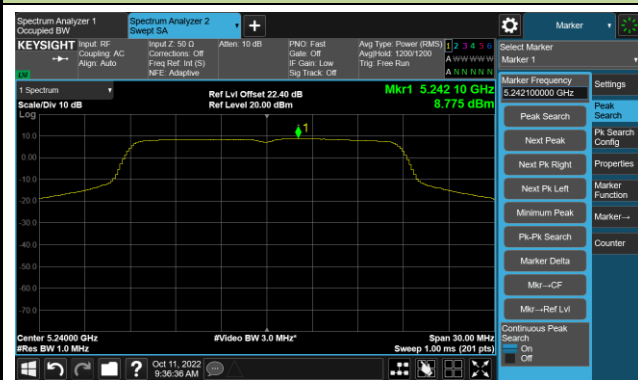 Spectrum Analyzer 1
Occupied BW
Spectrum Analyzer 2
Swept SA
+
Marker
KEYSIGHT
Input: RF
Coupling: AC
Align: Auto
Input Z: 50 Ω
Corrections: Off
Freq Ref: Int (S)
NFE: Adaptive
Atten: 10 dB
PNO: Fast
Gate: Off
IF Gain: Low
Sig Track: Off
Avg Type: Power (RMS)
Avg|Hold: 1200/1200
Trig: Free Run
1 2 3 4 5 6
A W W W W W
A N N N N N
LXI
Select Marker
Marker 1
1 Spectrum
Scale/Div 10 dB
Log
Ref Lvl Offset 22.40 dB
Ref Level 20.00 dBm
Mkr1 5.242 10 GHz
8.775 dBm
1
10.0
0.00
-10.0
-20.0
-30.0
-40.0
-50.0
-60.0
-70.0
Center 5.24000 GHz
#Res BW 1.0 MHz
#Video BW 3.0 MHz*
Span 30.00 MHz
Sweep 1.00 ms (201 pts)
Marker Frequency
5.242100000 GHz
Peak Search
Next Peak
Next Pk Right
Next Pk Left
Minimum Peak
Pk-Pk Search
Marker Delta
Mkr→CF
Mkr→Ref Lvl
Continuous Peak
Search
On
Off
Settings
Peak
Search
Pk Search
Config
Properties
Marker
Function
Marker→
Counter
?
Oct 11, 2022
9:36:36 AM